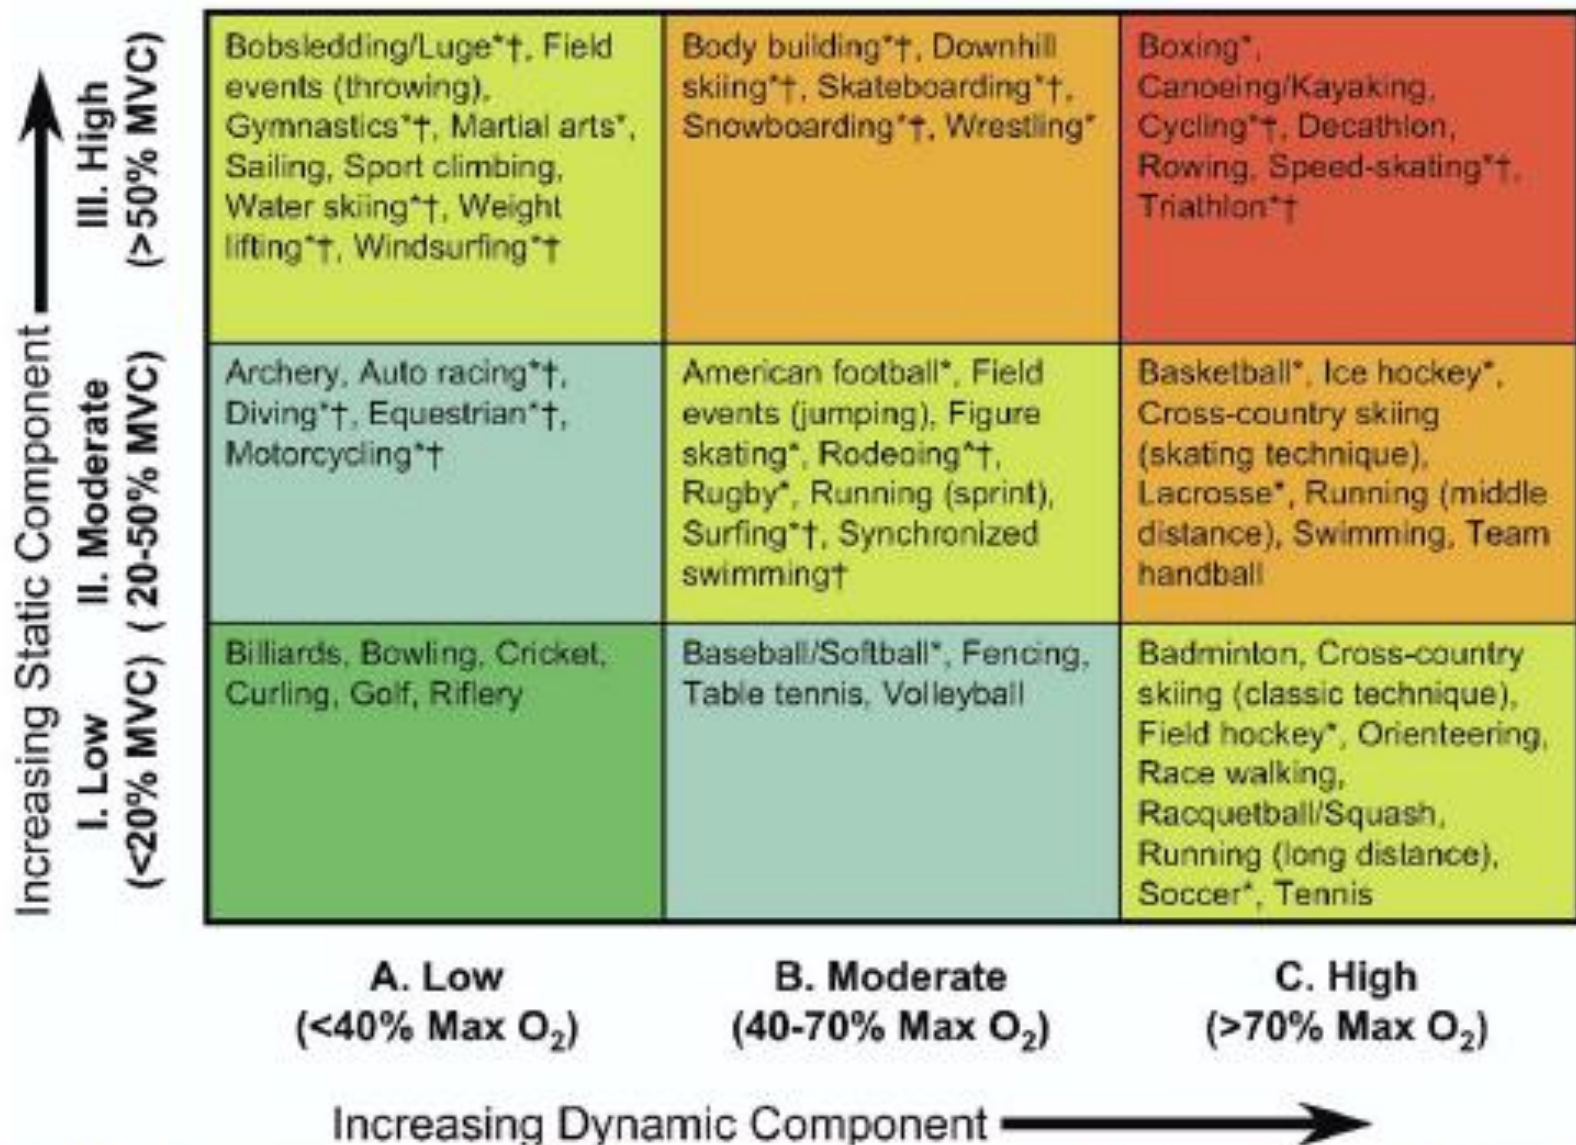 Increasing Static Component
III. High
(>50% MVC)
Bobsledding/Luge*†, Field
events (throwing),
Gymnastics*†, Martial arts*,
Sailing, Sport climbing,
Water skiing*†, Weight
lifting*†, Windsurfing*†
Body building*†, Downhill
skiing*†, Skateboarding*†,
Snowboarding*†, Wrestling*
Boxing*,
Canoeing/Kayaking,
Cycling*†, Decathlon,
Rowing, Speed-skating*†,
Triathlon*†
II. Moderate
( 20-50% MVC)
Archery, Auto racing*†,
Diving*†, Equestrian*†,
Motorcycling*†
American football*, Field
events (jumping), Figure
skating*, Rodeoing*†,
Rugby*, Running (sprint),
Surfing*†, Synchronized
swimming†
Basketball*, Ice hockey*,
Cross-country skiing
(skating technique),
Lacrosse*, Running (middle
distance), Swimming, Team
handball
I. Low
(<20% MVC)
Billiards, Bowling, Cricket,
Curling, Golf, Riflery
Baseball/Softball*, Fencing,
Table tennis, Volleyball
Badminton, Cross-country
skiing (classic technique),
Field hockey*, Orienteering,
Race walking,
Racquetball/Squash,
Running (long distance),
Soccer*, Tennis
A. Low
(<40% Max O₂)
B. Moderate
(40-70% Max O₂)
C. High
(>70% Max O₂)
Increasing Dynamic Component